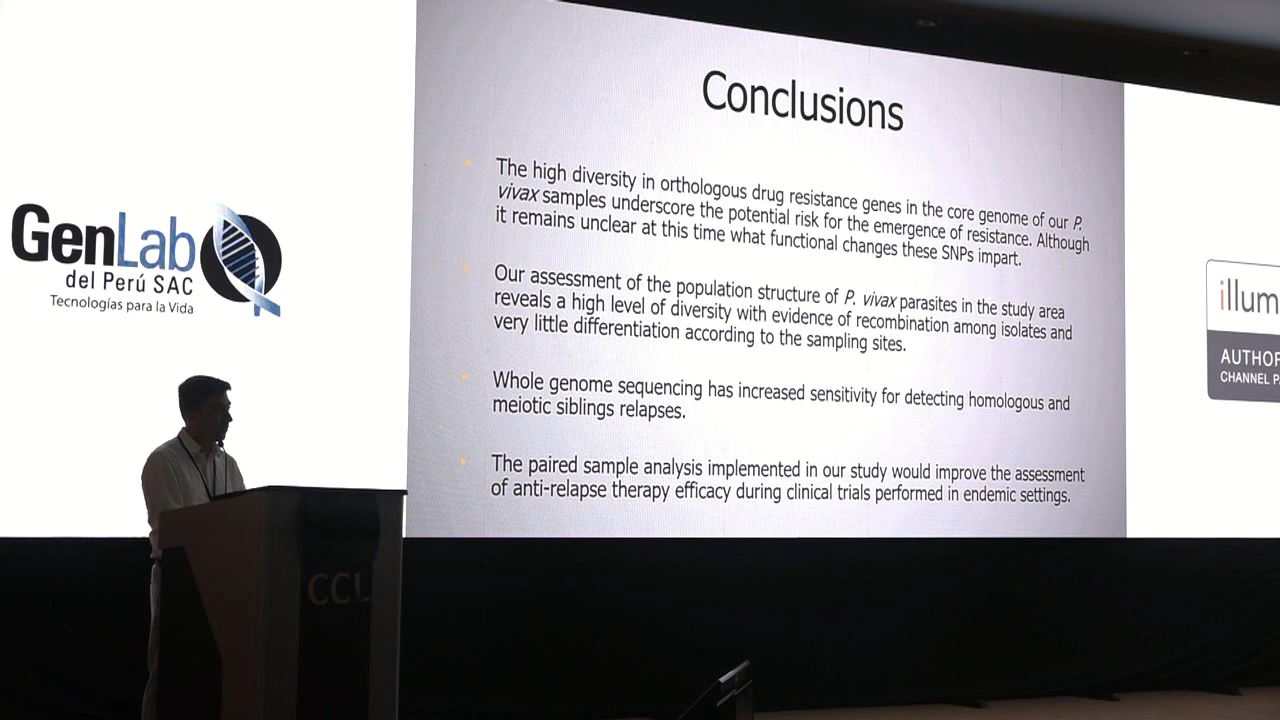 Conclusions
The high diversity in orthologous drug resistance genes in the core genome of our P.
vivax samples underscore the potential risk for the emergence of resistance. Although
it remains unclear at this time what functional changes these SNPs impart.
Our assessment of the population structure of P. vivax parasites in the study area
reveals a high level of diversity with evidence of recombination among isolates and
very little differentiation according to the sampling sites.
Whole genome sequencing has increased sensitivity for detecting homologous and
meiotic siblings relapses.
The paired sample analysis implemented in our study would improve the assessment
of anti-relapse therapy efficacy during clinical trials performed in endemic settings.
GenLab
del Perú SAC
Tecnologías para la Vida
illum
AUTHOR
CHANNEL PA
CCL